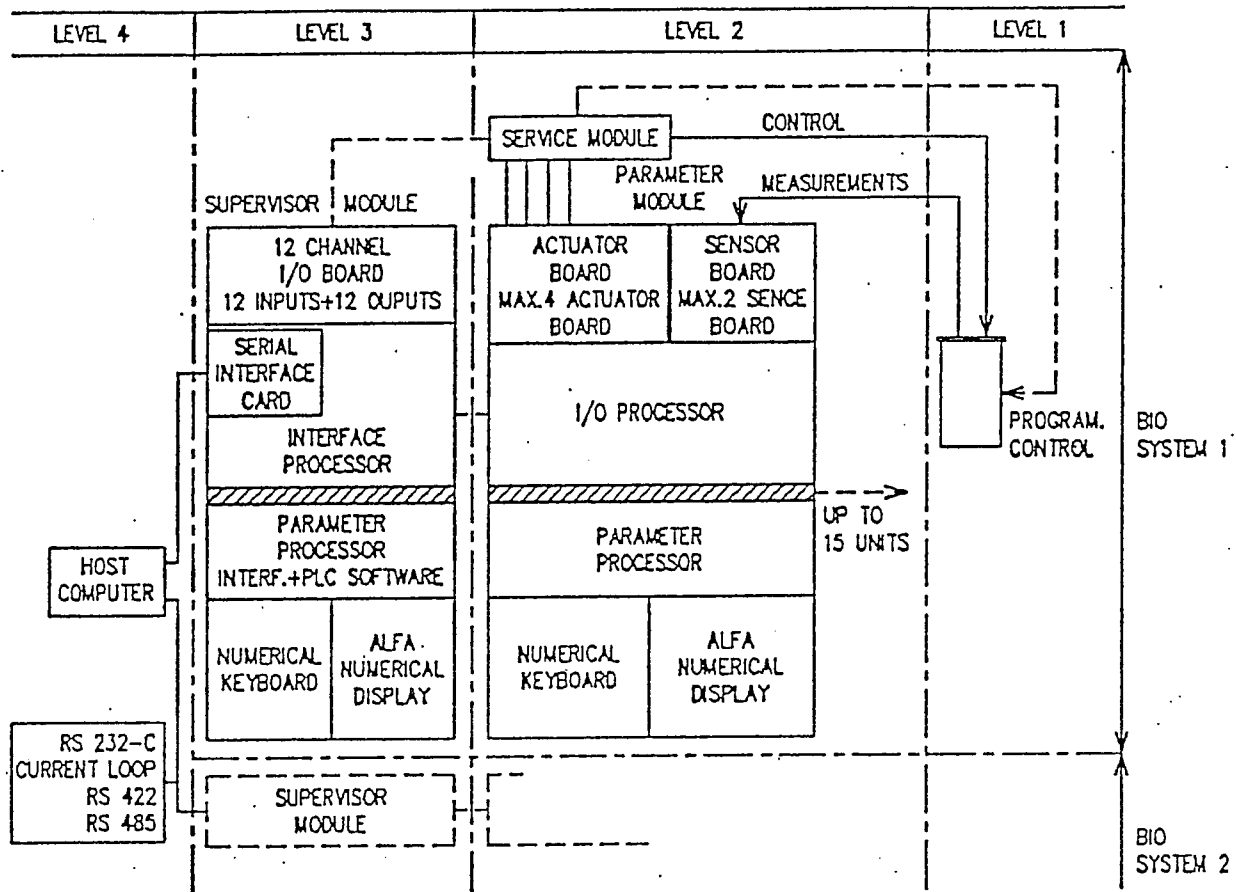 LEVEL 4
LEVEL 3
LEVEL 2
LEVEL 1
SERVICE MODULE
CONTROL
PARAMETER
MODULE
MEASUREMENTS
SUPERVISOR MODULE
12 CHANNEL
I/O BOARD
12 INPUTS+12 OUPUTS
ACTUATOR
BOARD
MAX.4 ACTUATOR
BOARD
SENSOR
BOARD
MAX.2 SENCE
BOARD
SERIAL
INTERFACE
CARD
INTERFACE
PROCESSOR
I/O PROCESSOR
PROGRAM.
CONTROL
BIO
SYSTEM 1
UP TO
15 UNITS
PARAMETER
PROCESSOR
INTERF.+PLC SOFTWARE
PARAMETER
PROCESSOR
HOST
COMPUTER
NUMERICAL
KEYBOARD
ALFA
NUMERICAL
DISPLAY
NUMERICAL
KEYBOARD
ALFA
NUMERICAL
DISPLAY
RS 232-C
CURRENT LOOP
RS 422
RS 485
SUPERVISOR
MODULE
BIO
SYSTEM 2